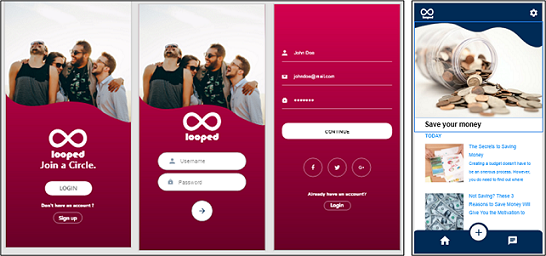 looped
Join a Circle.
LOGIN
Don't have an account ?
Sign up
looped
Username
Password
John Doe
johndoe@mail.com
CONTINUE
Already have an account?
Login
looped
Save your money
TODAY
The Secrets to Saving
Money
Creating a budget doesn't have to
be an onerous process. However,
you do need to find out where
Not Saving? These 3
Reasons to Save Money Will
Give You the Motivation to